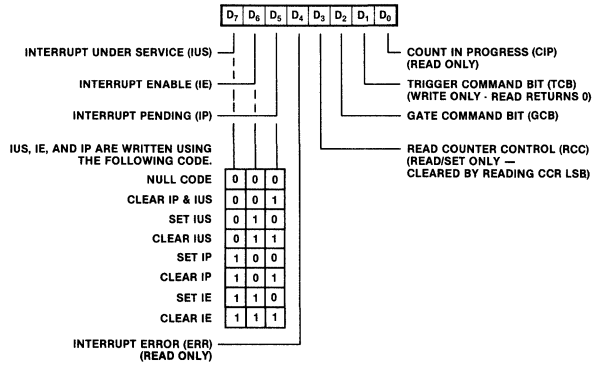 D7 D6 D5 D4 D3 D2 D1 D0
INTERRUPT UNDER SERVICE (IUS)
INTERRUPT ENABLE (IE)
INTERRUPT PENDING (IP)
IUS, IE, AND IP ARE WRITTEN USING
THE FOLLOWING CODE.
NULL CODE 0 0 0
CLEAR IP & IUS 0 0 1
SET IUS 0 1 0
CLEAR IUS 0 1 1
SET IP 1 0 0
CLEAR IP 1 0 1
SET IE 1 1 0
CLEAR IE 1 1 1
INTERRUPT ERROR (ERR)
(READ ONLY)
COUNT IN PROGRESS (CIP)
(READ ONLY)
TRIGGER COMMAND BIT (TCB)
(WRITE ONLY - READ RETURNS 0)
GATE COMMAND BIT (GCB)
READ COUNTER CONTROL (RCC)
(READ/SET ONLY —
CLEARED BY READING CCR LSB)